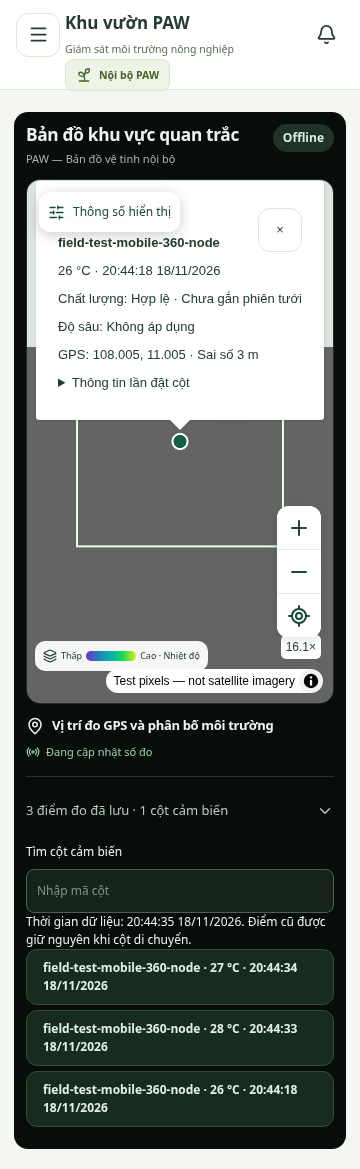 Khu vườn PAW
Giám sát môi trường nông nghiệp
Nội bộ PAW
Bản đồ khu vực quan trắc
Offline
PAW — Bản đồ vệ tinh nội bộ
Thông số hiển thị
×
field-test-mobile-360-node
26 °C · 20:44:18 18/11/2026
Chất lượng: Hợp lệ · Chưa gắn phiên tưới
Độ sâu: Không áp dụng
GPS: 108.005, 11.005 · Sai số 3 m
▶ Thông tin lần đặt cột
16.1×
Thấp
Cao · Nhiệt độ
Test pixels — not satellite imagery
Vị trí đo GPS và phân bố môi trường
Đang cập nhật số đo
3 điểm đo đã lưu · 1 cột cảm biến
Tìm cột cảm biến
Nhập mã cột
Thời gian dữ liệu: 20:44:35 18/11/2026. Điểm cũ được
giữ nguyên khi cột di chuyển.
field-test-mobile-360-node · 27 °C · 20:44:34
18/11/2026
field-test-mobile-360-node · 28 °C · 20:44:33
18/11/2026
field-test-mobile-360-node · 26 °C · 20:44:18
18/11/2026